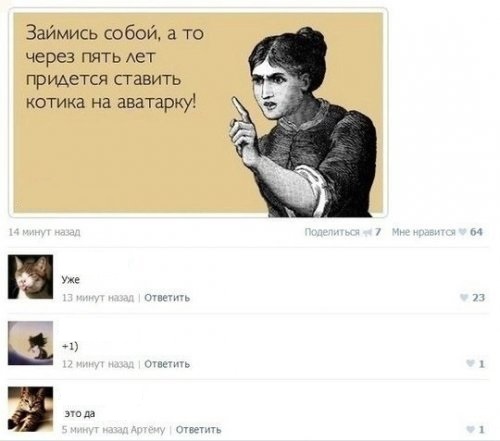 Займись собой, а то
через пять лет
придется ставить
котика на аватарку!
14 минут назад Поделиться 7 Мне нравится 64
Уже
13 минут назад | Ответить 23
+1)
12 минут назад | Ответить 1
это да
5 минут назад Артёму | Ответить 1